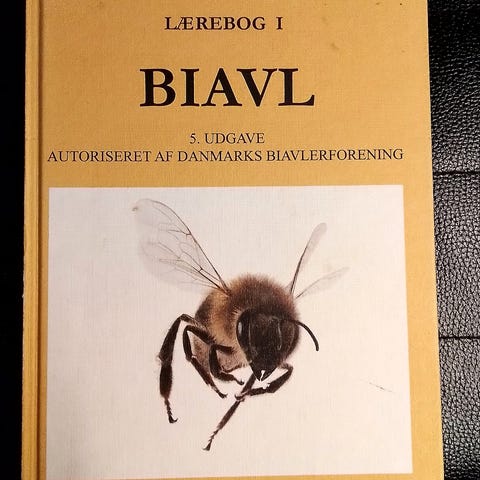 LÆREBOG I
BIAVL
5. UDGAVE
AUTORISERET AF DANMARKS BIAVLERFORENING